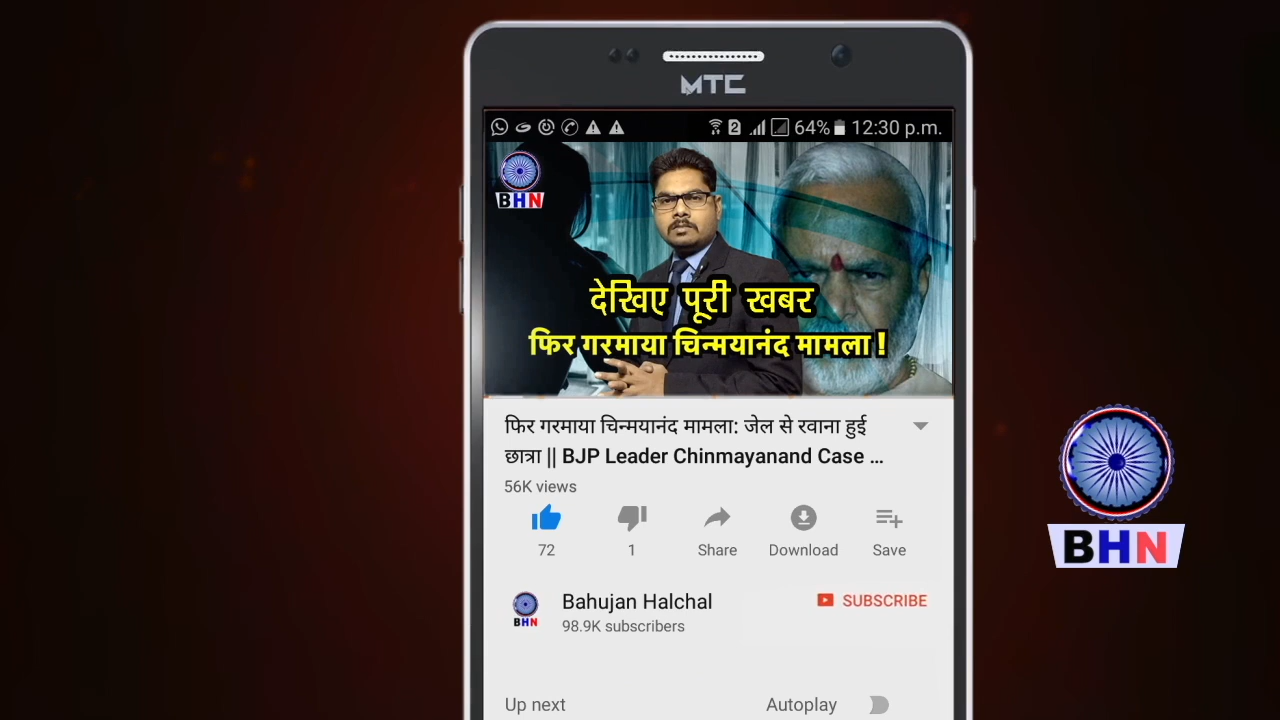 MTC
2 64% 12:30 p.m.
BHN
देखिए पूरी खबर
फिर गरमाया चिन्मयानंद मामला !
फिर गरमाया चिन्मयानंद मामला: जेल से रवाना हुई
छात्रा || BJP Leader Chinmayanand Case ...
56K views
72 1 Share Download Save
BHN
Bahujan Halchal
SUBSCRIBE
98.9K subscribers
BHN
Up next Autoplay